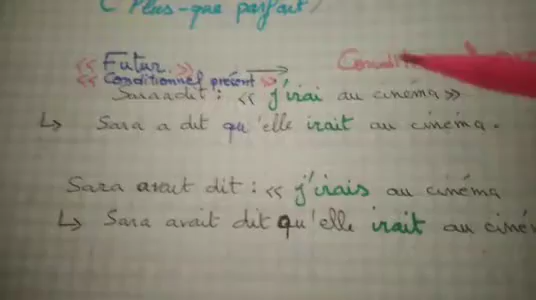 ( Plus-que parfait)
« Futur »
« Conditionnel présent » →
Sara a dit : « j'irai au cinéma »
↳ Sara a dit qu'elle irait au cinéma.
Sara avait dit : « j'irais au cinéma
↳ Sara avait dit qu'elle irait au